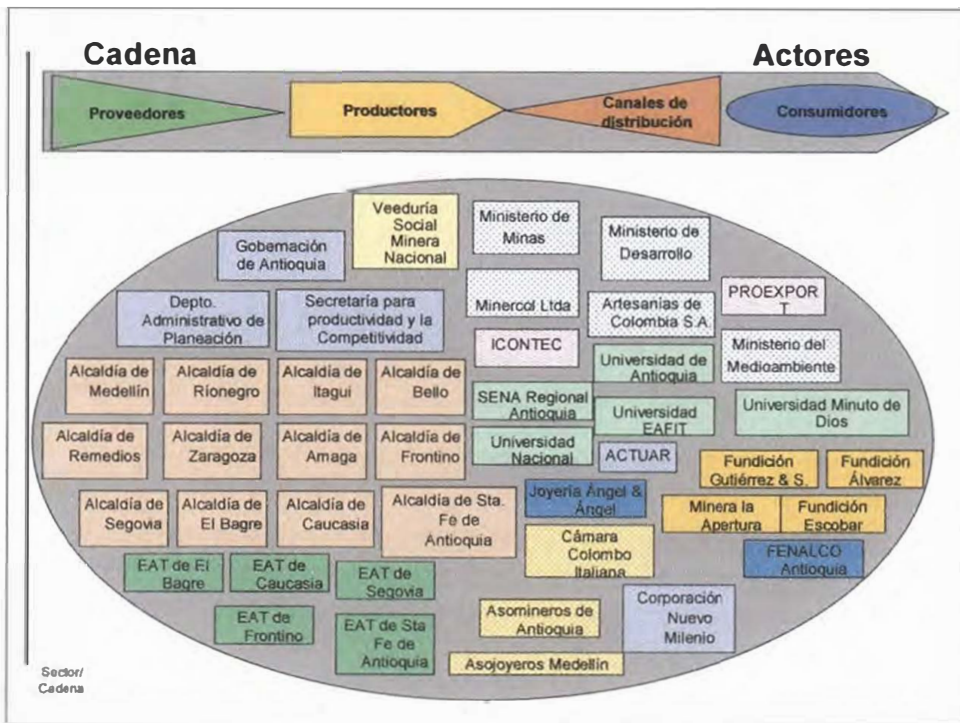 Cadena
Actores
Proveedores
Productores
Canales de
distribución
Consumidores
Veeduría
Social
Minera
Nacional
Ministerio de
Minas
Ministerio de
Desarrollo
Gobernación
de Antioquia
Depto.
Administrativo de
Planeación
Secretaría para
productividad y la
Competitividad
Minercol Ltda
Artesanías de
Colombia S.A.
PROEXPOR
T
ICONTEC
Ministerio del
Medioambiente
Universidad de
Antioquia
Alcaldía de
Medellín
Alcaldía de
Ríonegro
Alcaldía de
Itagui
Alcaldía de
Bello
SENA Regional
Antioquia
Universidad
EAFIT
Universidad Minuto de
Dios
Alcaldía de
Remedios
Alcaldía de
Zaragoza
Alcaldía de
Amaga
Alcaldía de
Frontino
Universidad
Nacional
ACTUAR
Fundición
Gutiérrez & S.
Fundición
Álvarez
Alcaldía de
Segovia
Alcaldía de
El Bagre
Alcaldía de
Caucasia
Alcaldía de Sta.
Fe de
Antioquia
Joyería Ángel &
Ángel
Minera la
Apertura
Fundición
Escobar
Cámara
Colombo
Italiana
FENALCO
Antioquia
EAT de El
Bagre
EAT de
Caucasia
EAT de
Segovia
EAT de
Frontino
EAT de Sta
Fe de
Antioquia
Asomineros de
Antioquia
Corporación
Nuevo
Milenio
Asojoyeros Medellín
Sector/
Cadena